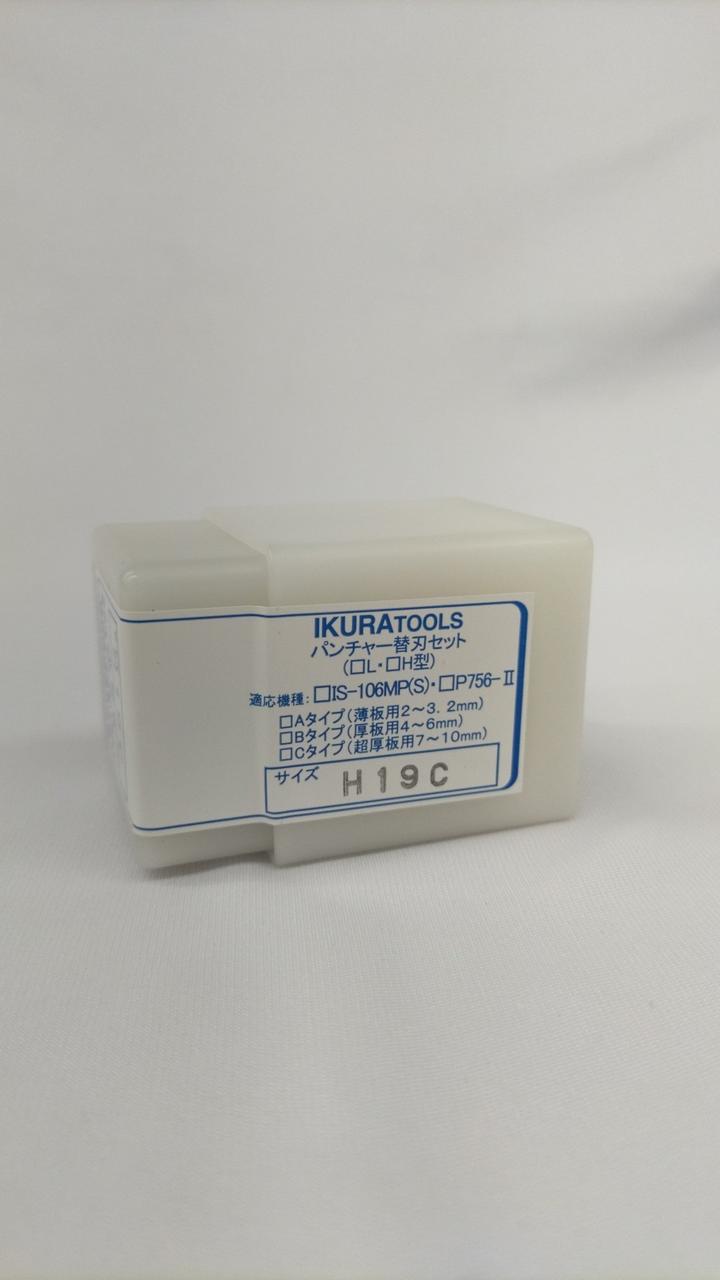 IKURATOOLS
パンチャー替刃セット
(□L・□H型)
適応機種:□IS-106MP(S)・□P756-Ⅱ
□Aタイプ(薄板用2～3.2mm)
□Bタイプ(厚板用4～6mm)
□Cタイプ(超厚板用7～10mm)
サイズ H19C